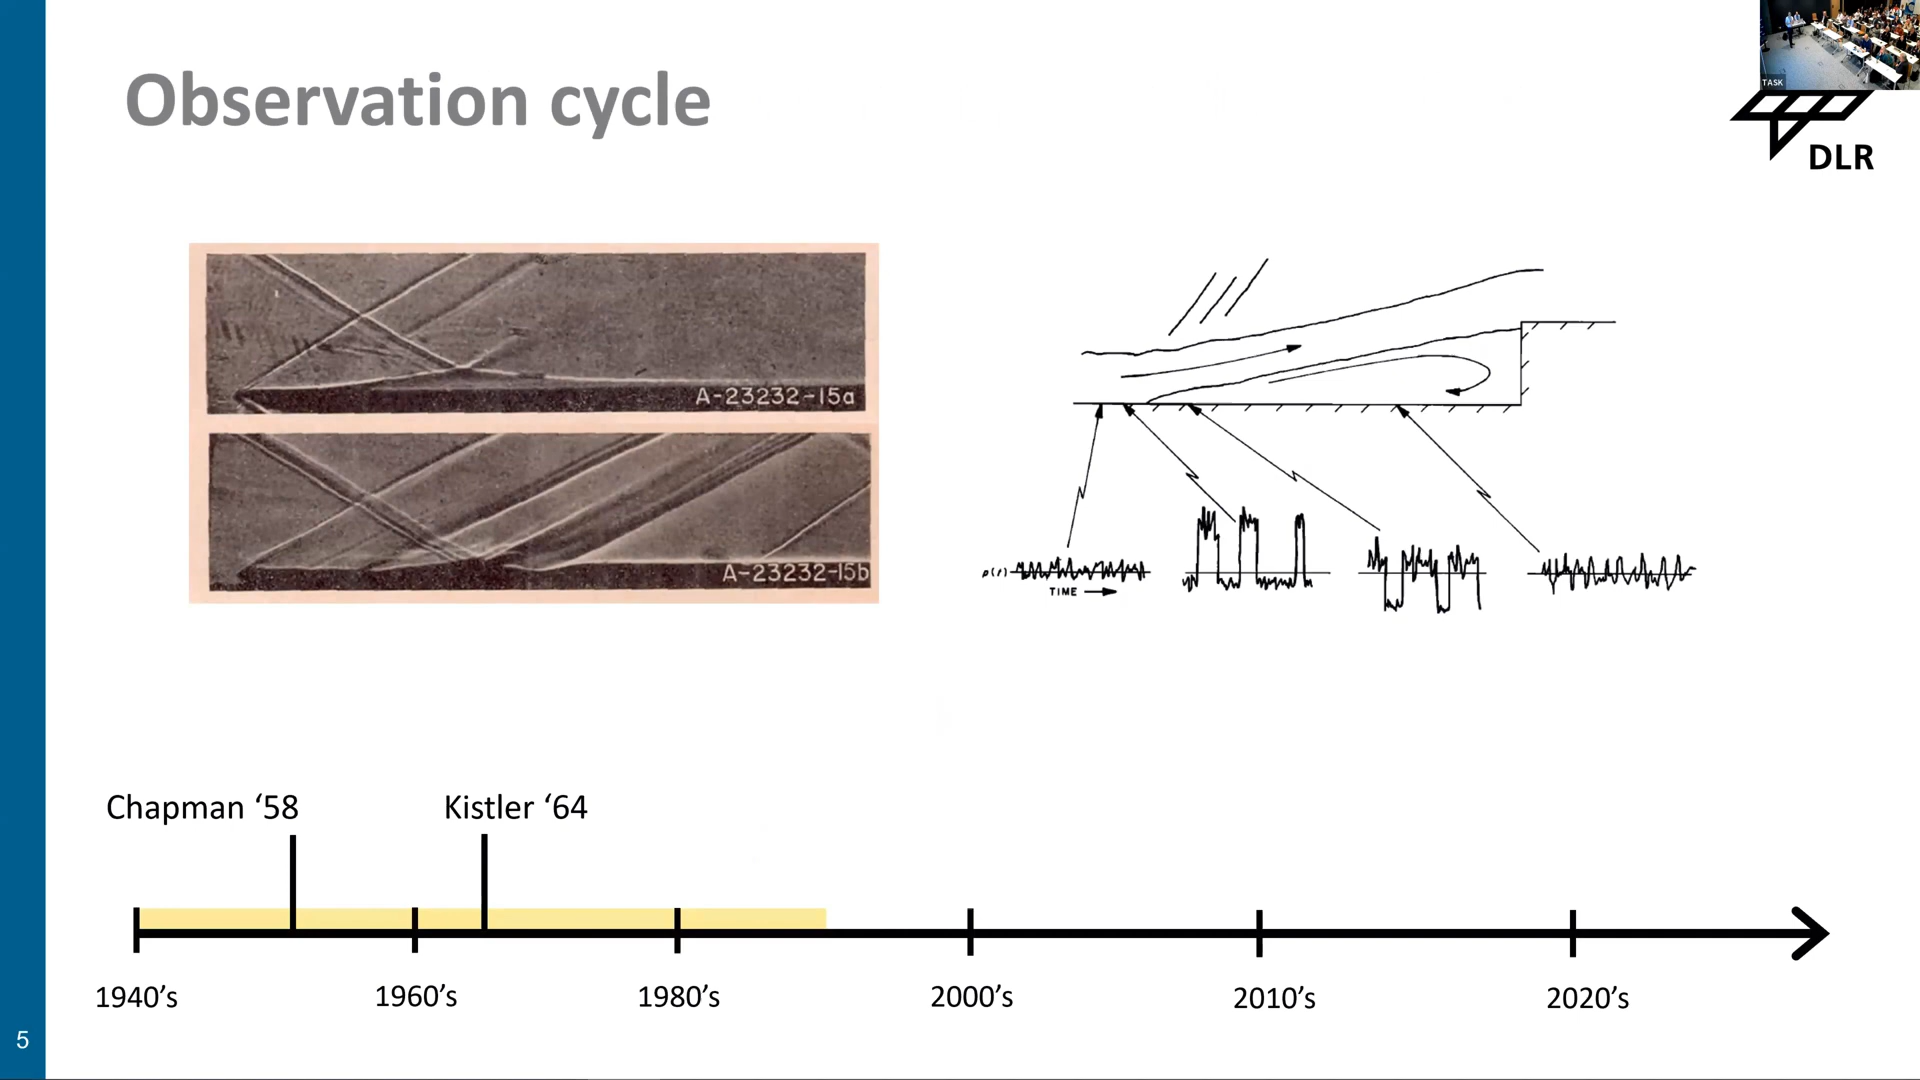 Observation cycle
TASK
DLR
A-23232-15a
A-23232-15b
p(t)
TIME
Chapman ‘58
Kistler ‘64
1940’s
1960’s
1980’s
2000’s
2010’s
2020’s
5